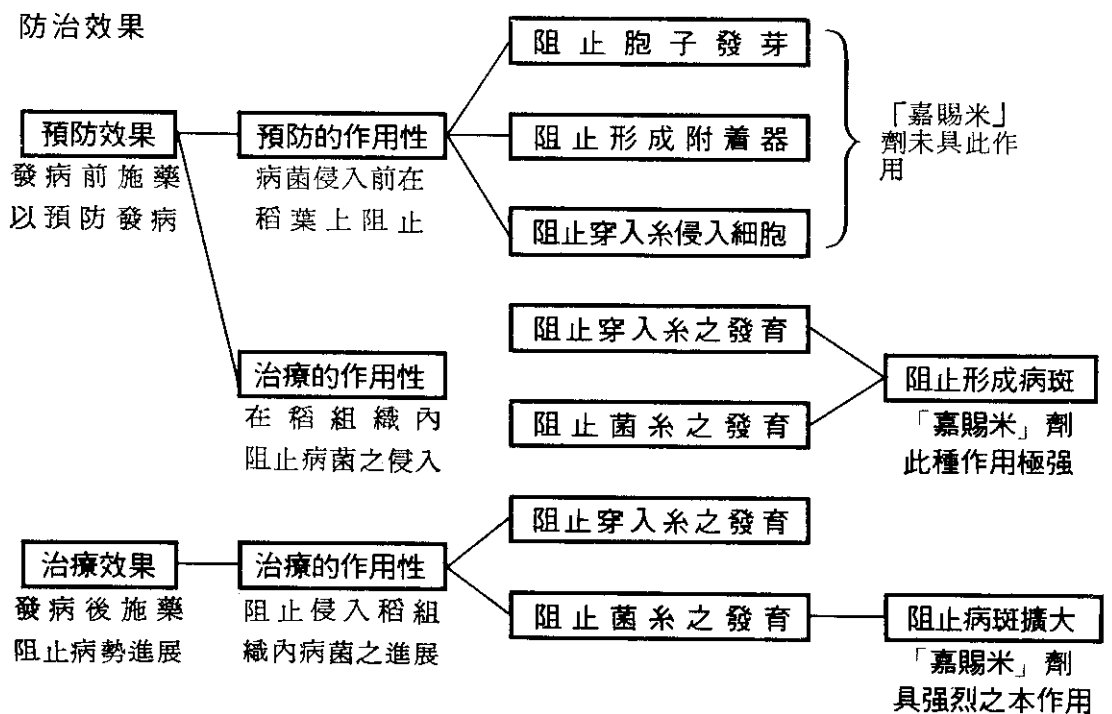 防治效果
阻止胞子發芽
預防效果
預防的作用性
阻止形成附着器
「嘉賜米」
劑未具此作
用
發病前施藥
以預防發病
病菌侵入前在
稻葉上阻止
阻止穿入糸侵入細胞
阻止穿入糸之發育
治療的作用性
在稻組織內
阻止病菌之侵入
阻止菌糸之發育
阻止形成病斑
「嘉賜米」劑
此種作用極强
阻止穿入糸之發育
治療效果
發病後施藥
阻止病勢進展
治療的作用性
阻止侵入稻組
織內病菌之進展
阻止菌糸之發育
阻止病斑擴大
「嘉賜米」劑
具强烈之本作用